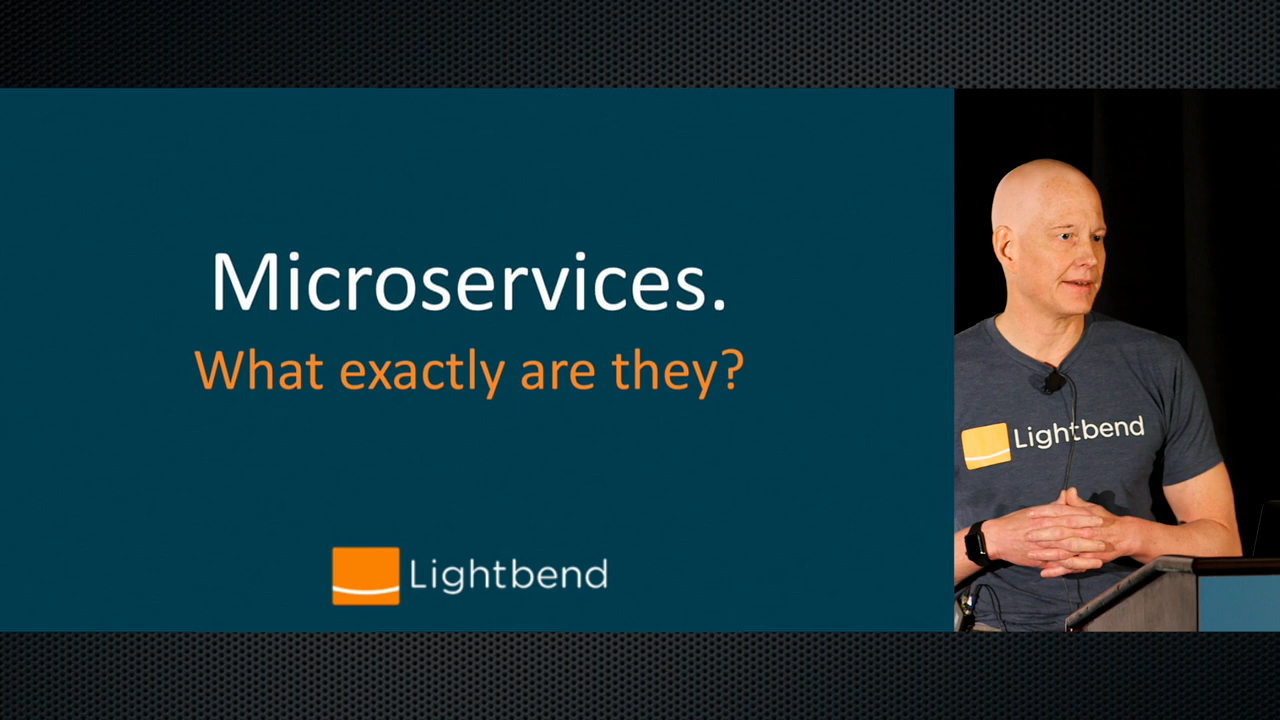 Microservices.
What exactly are they?
Lightbend
Lightbend